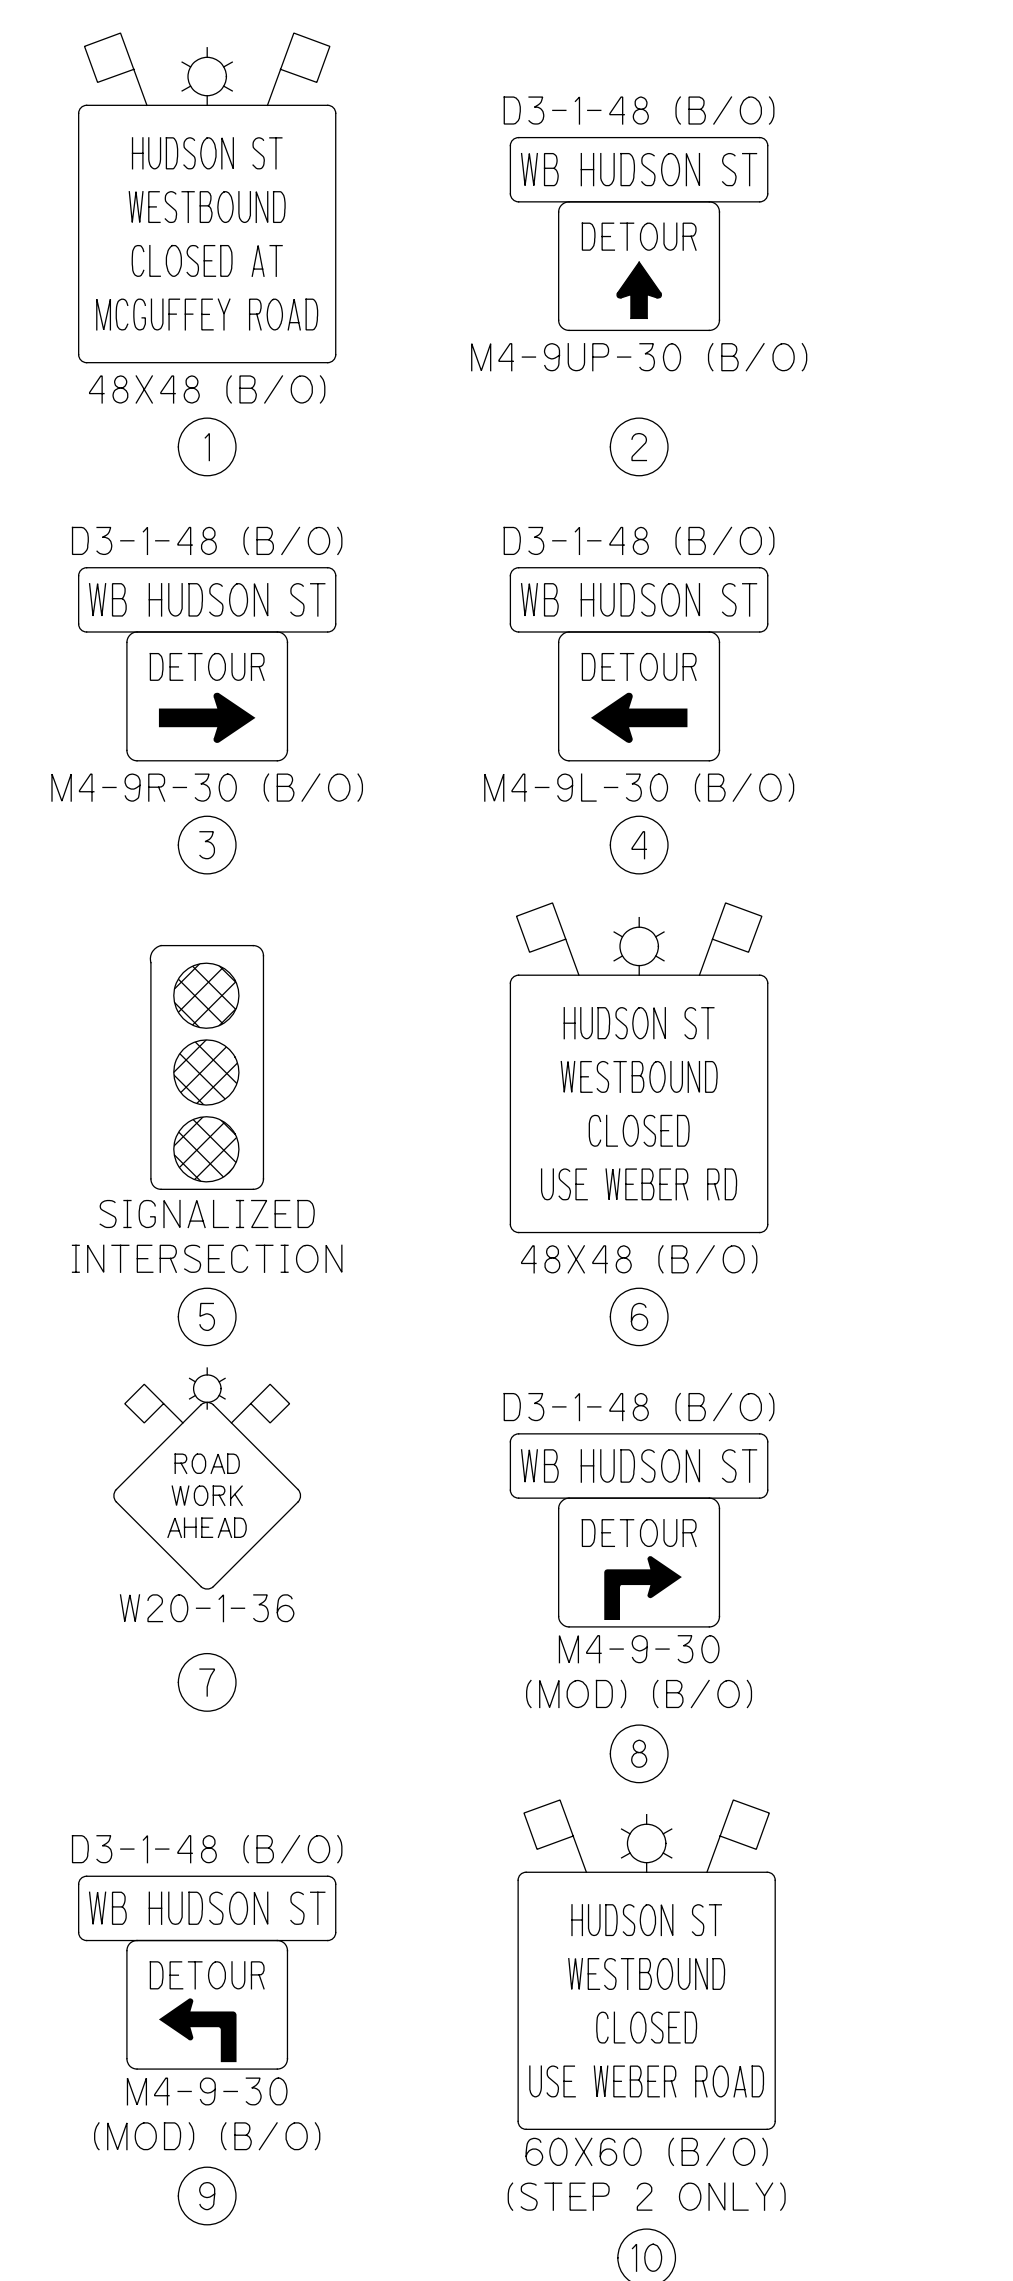 HUDSON ST
WESTBOUND
CLOSED AT
MCGUFFEY ROAD
48X48 (B/O)
1
D3-1-48 (B/O)
WB HUDSON ST
DETOUR
M4-9UP-30 (B/O)
2
D3-1-48 (B/O)
WB HUDSON ST
DETOUR
M4-9R-30 (B/O)
3
D3-1-48 (B/O)
WB HUDSON ST
DETOUR
M4-9L-30 (B/O)
4
SIGNALIZED
INTERSECTION
5
HUDSON ST
WESTBOUND
CLOSED
USE WEBER RD
48X48 (B/O)
6
ROAD
WORK
AHEAD
W20-1-36
7
D3-1-48 (B/O)
WB HUDSON ST
DETOUR
M4-9-30
(MOD) (B/O)
8
D3-1-48 (B/O)
WB HUDSON ST
DETOUR
M4-9-30
(MOD) (B/O)
9
HUDSON ST
WESTBOUND
CLOSED
USE WEBER ROAD
60X60 (B/O)
(STEP 2 ONLY)
10